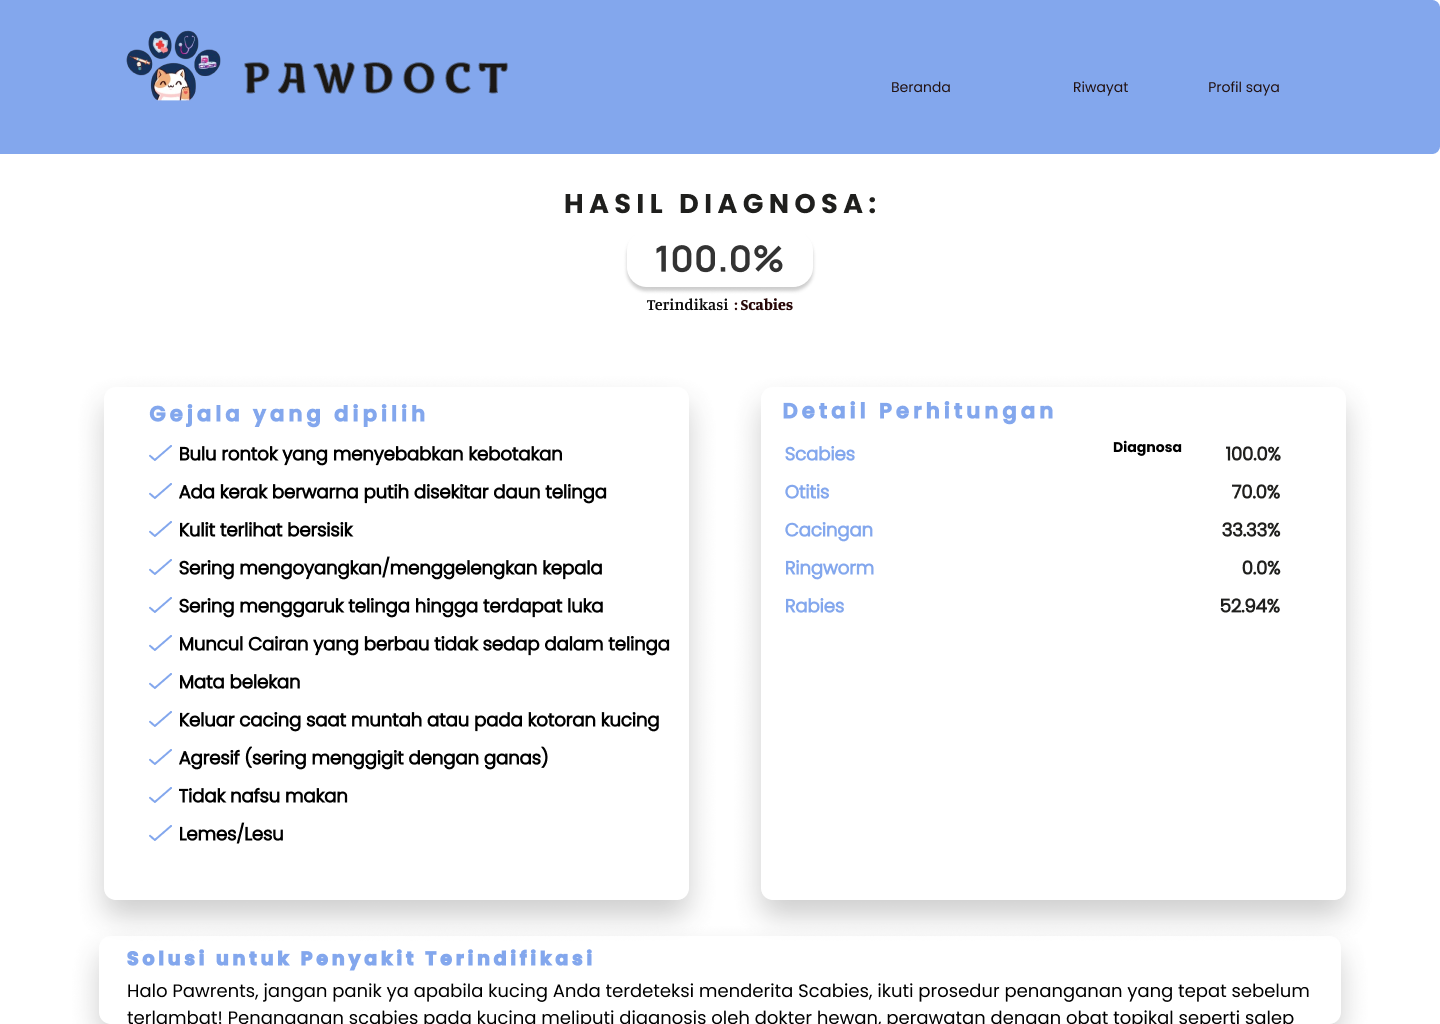 PAWDOCT
Beranda
Riwayat
Profil saya
HASIL DIAGNOSA:
100.0%
Terindikasi : Scabies
Gejala yang dipilih
Bulu rontok yang menyebabkan kebotakan
Ada kerak berwarna putih disekitar daun telinga
Kulit terlihat bersisik
Sering mengoyangkan/menggelengkan kepala
Sering menggaruk telinga hingga terdapat luka
Muncul Cairan yang berbau tidak sedap dalam telinga
Mata belekan
Keluar cacing saat muntah atau pada kotoran kucing
Agresif (sering menggigit dengan ganas)
Tidak nafsu makan
Lemes/Lesu
Detail Perhitungan
Scabies Diagnosa 100.0%
Otitis 70.0%
Cacingan 33.33%
Ringworm 0.0%
Rabies 52.94%
Solusi untuk Penyakit Terindifikasi
Halo Pawrents, jangan panik ya apabila kucing Anda terdeteksi menderita Scabies, ikuti prosedur penanganan yang tepat sebelum
terlambat! Penanganan scabies pada kucing meliputi diagnosis oleh dokter hewan, perawatan dengan obat topikal seperti salep